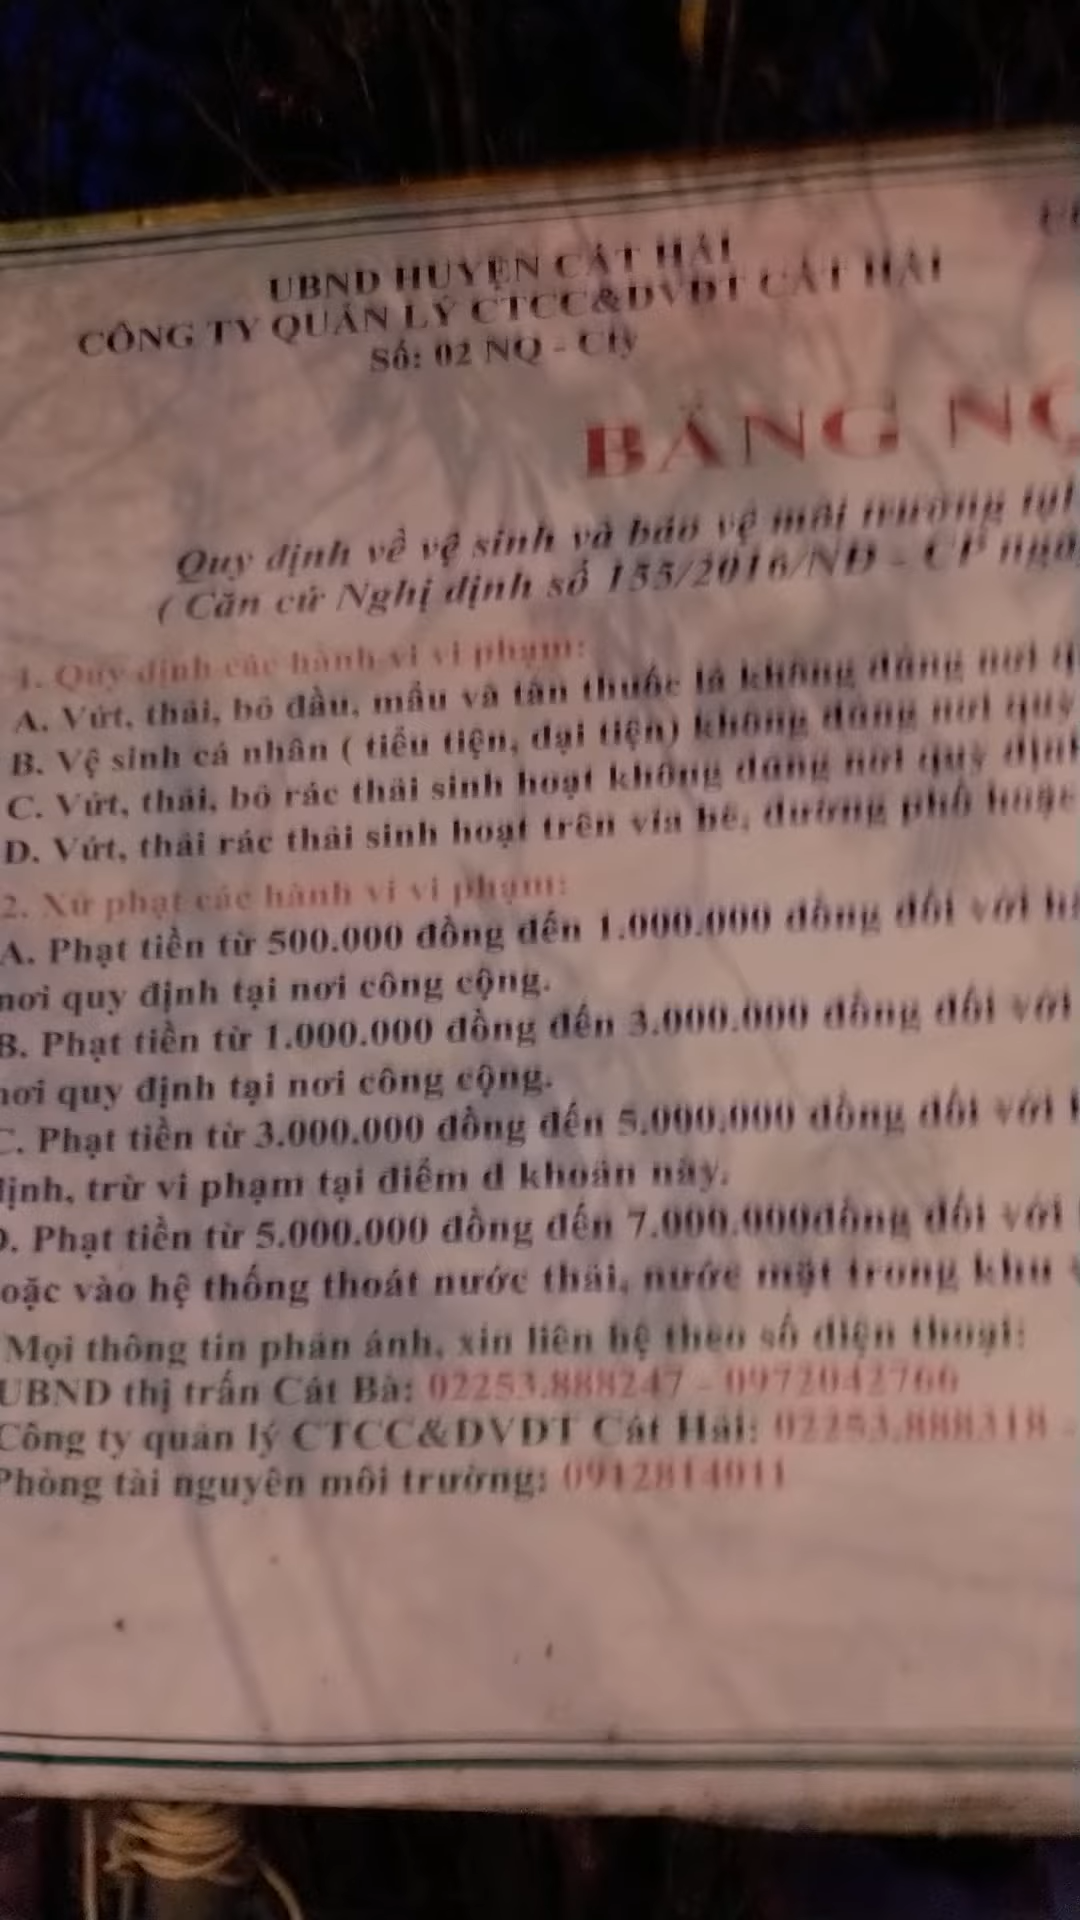 UBND HUYỆN CÁT HẢI
CÔNG TY QUẢN LÝ CTCC&DVĐT CÁT HẢI
Số: 02 NQ - Cty
BẢNG
Quy định về vệ sinh và bảo vệ môi trường tại
( Căn cứ Nghị định số 155/2016/NĐ - CP
1. Quy định các hành vi vi phạm:
A. Vứt, thải, bỏ đầu, mẩu và tàn thuốc lá không đúng nơi
B. Vệ sinh cá nhân ( tiểu tiện, đại tiện) không đúng nơi quy
C. Vứt, thải, bỏ rác thải sinh hoạt không đúng nơi quy định
D. Vứt, thải rác thải sinh hoạt trên vỉa hè, đường phố hoặc
2. Xử phạt các hành vi vi phạm:
A. Phạt tiền từ 500.000 đồng đến 1.000.000 đồng đối với
nơi quy định tại nơi công cộng.
B. Phạt tiền từ 1.000.000 đồng đến 3.000.000 đồng đối với
nơi quy định tại nơi công cộng.
C. Phạt tiền từ 3.000.000 đồng đến 5.000.000 đồng đối với
định, trừ vi phạm tại điểm d khoản này.
D. Phạt tiền từ 5.000.000 đồng đến 7.000.000đồng đối với
oặc vào hệ thống thoát nước thải, nước mặt trong khu
Mọi thông tin phản ánh, xin liên hệ theo số điện thoại:
UBND thị trấn Cát Bà: 02253.888247 - 0972042766
Công ty quản lý CTCC&DVDT Cát Hải: 02253.888318 -
Phòng tài nguyên môi trường: 0912814011